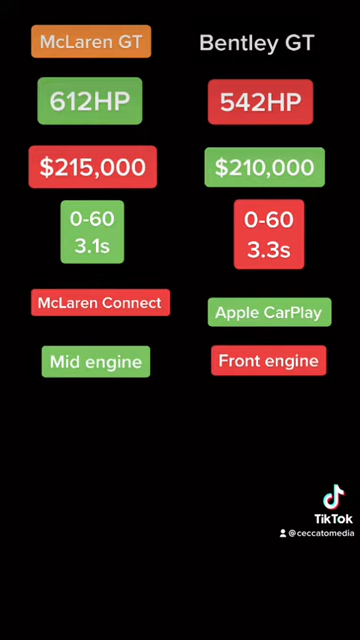 McLaren GT
Bentley GT
612HP
542HP
$215,000
$210,000
0-60
3.1s
0-60
3.3s
McLaren Connect
Apple CarPlay
Mid engine
Front engine
TikTok
@ceccatomedia